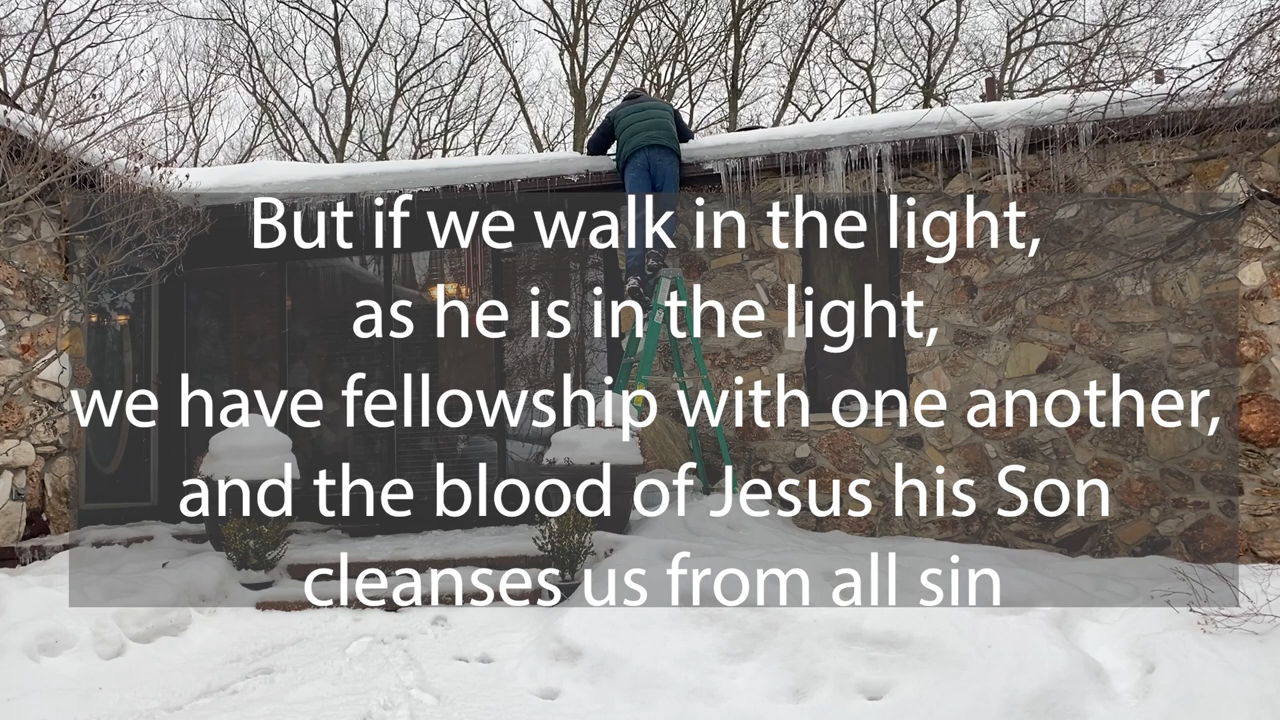 But if we walk in the light,
as he is in the light,
we have fellowship with one another,
and the blood of Jesus his Son
cleanses us from all sin